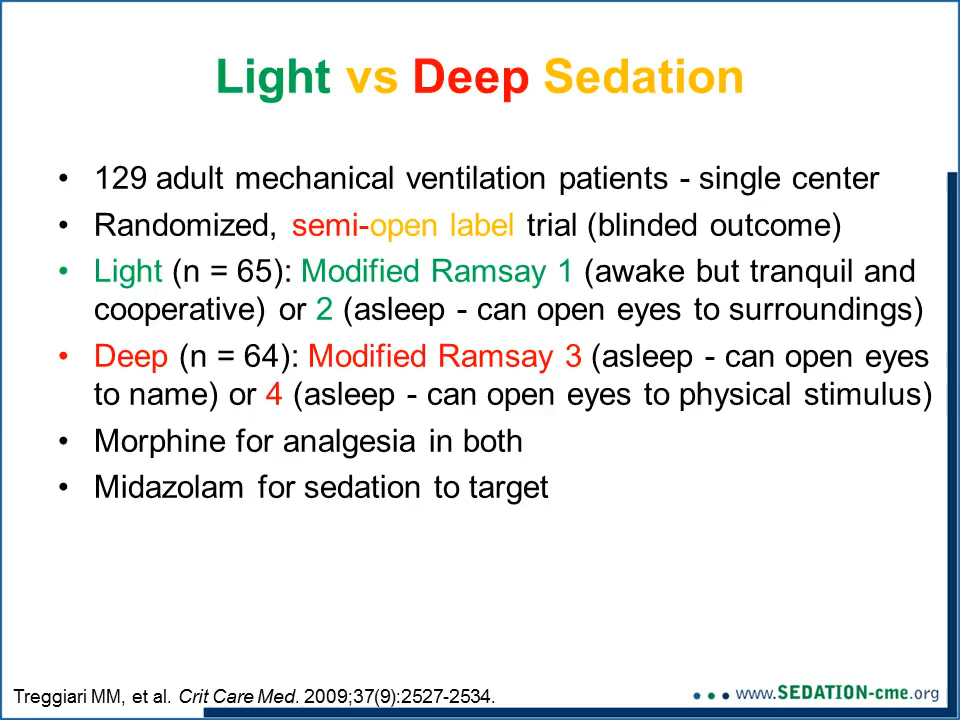 Light vs Deep Sedation
• 129 adult mechanical ventilation patients - single center
• Randomized, semi-open label trial (blinded outcome)
• Light (n = 65): Modified Ramsay 1 (awake but tranquil and
cooperative) or 2 (asleep - can open eyes to surroundings)
• Deep (n = 64): Modified Ramsay 3 (asleep - can open eyes
to name) or 4 (asleep - can open eyes to physical stimulus)
• Morphine for analgesia in both
• Midazolam for sedation to target
Treggiari MM, et al. Crit Care Med. 2009;37(9):2527-2534.
www.SEDATION-cme.org